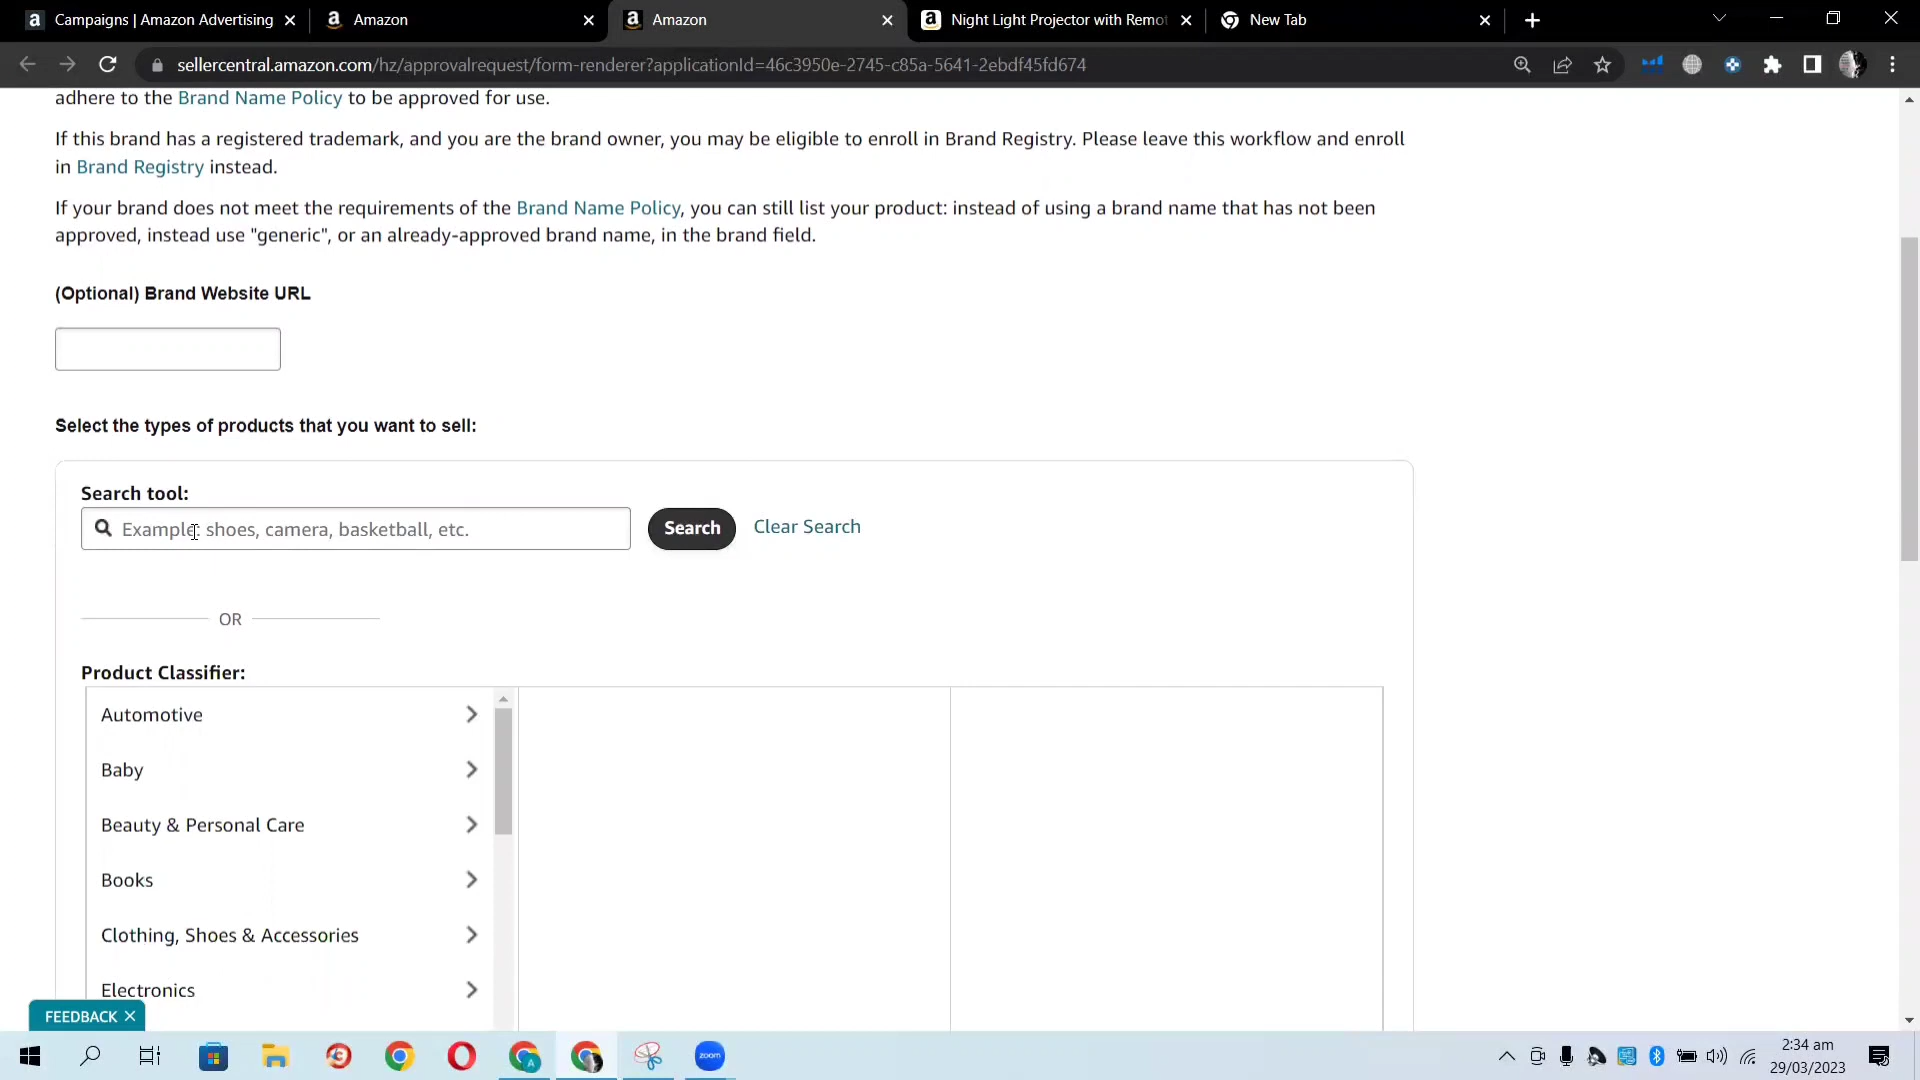 Campaigns | Amazon Advertising
Amazon
Amazon
Night Light Projector with Remot
New Tab
sellercentral.amazon.com/hz/approvalrequest/form-renderer?applicationId=46c3950e-2745-c85a-5641-2ebdf45fd674
adhere to the Brand Name Policy to be approved for use.
If this brand has a registered trademark, and you are the brand owner, you may be eligible to enroll in Brand Registry. Please leave this workflow and enroll
in Brand Registry instead.
If your brand does not meet the requirements of the Brand Name Policy, you can still list your product: instead of using a brand name that has not been
approved, instead use "generic", or an already-approved brand name, in the brand field.
(Optional) Brand Website URL
Select the types of products that you want to sell:
Search tool:
Example: shoes, camera, basketball, etc.
Search
Clear Search
OR
Product Classifier:
Automotive
Baby
Beauty & Personal Care
Books
Clothing, Shoes & Accessories
Electronics
FEEDBACK
zoom
2:34 am
29/03/2023